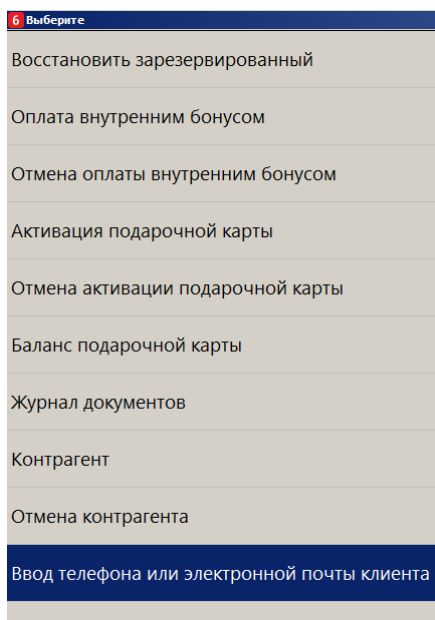 6 Выберите
Восстановить зарезервированный
Оплата внутренним бонусом
Отмена оплаты внутренним бонусом
Активация подарочной карты
Отмена активации подарочной карты
Баланс подарочной карты
Журнал документов
Контрагент
Отмена контрагента
Ввод телефона или электронной почты клиента